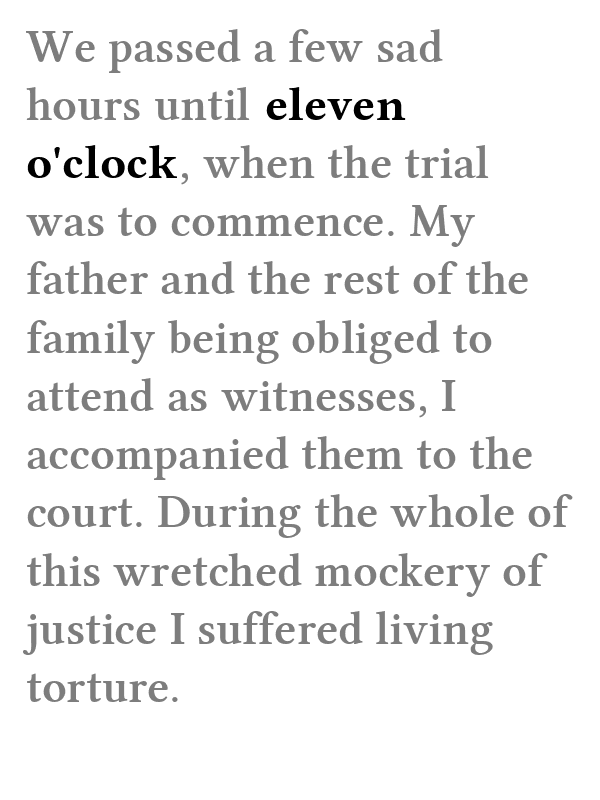 We passed a few sad
hours until eleven
o'clock, when the trial
was to commence. My
father and the rest of the
family being obliged to
attend as witnesses, I
accompanied them to the
court. During the whole of
this wretched mockery of
justice I suffered living
torture.